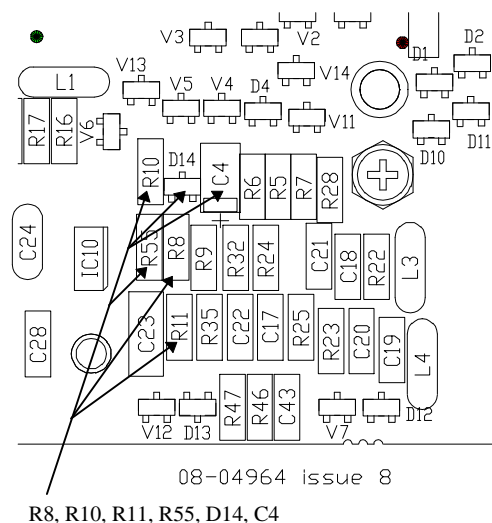 V3
V2
D1
D2
V13
V14
L1
V5
V4
D4
V11
D11
D10
R17
R16
V6
R10
D14
C4
R6
R5
R7
R28
C24
IC10
R8
R9
R32
R24
C21
C18
R22
L3
C28
C23
R11
R35
C22
C17
R25
R23
C20
C19
L4
R47
R46
C43
V12
D13
V7
D12
08-04964 issue 8
R8, R10, R11, R55, D14, C4